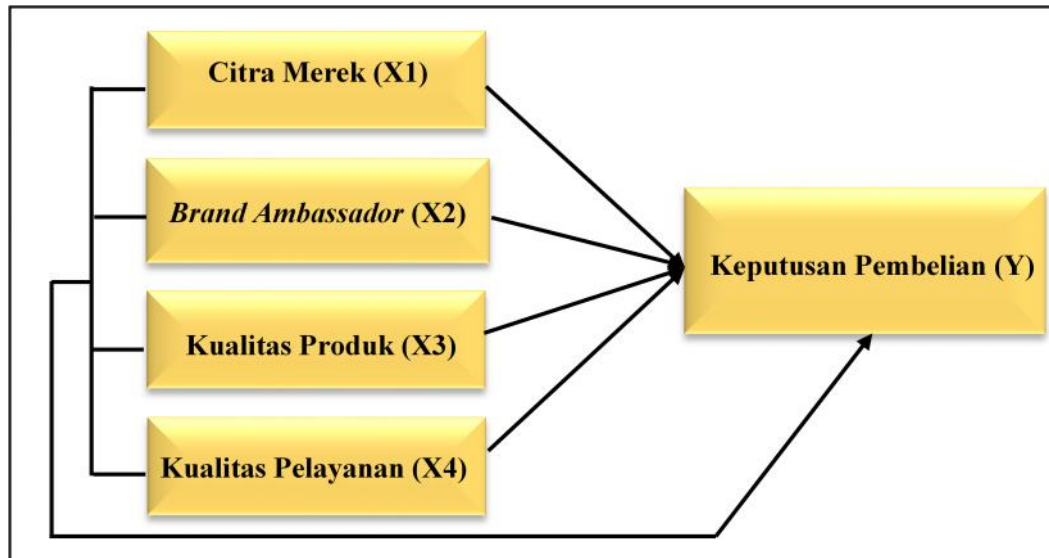 Citra Merek (X1)
Brand Ambassador (X2)
Keputusan Pembelian (Y)
Kualitas Produk (X3)
Kualitas Pelayanan (X4)